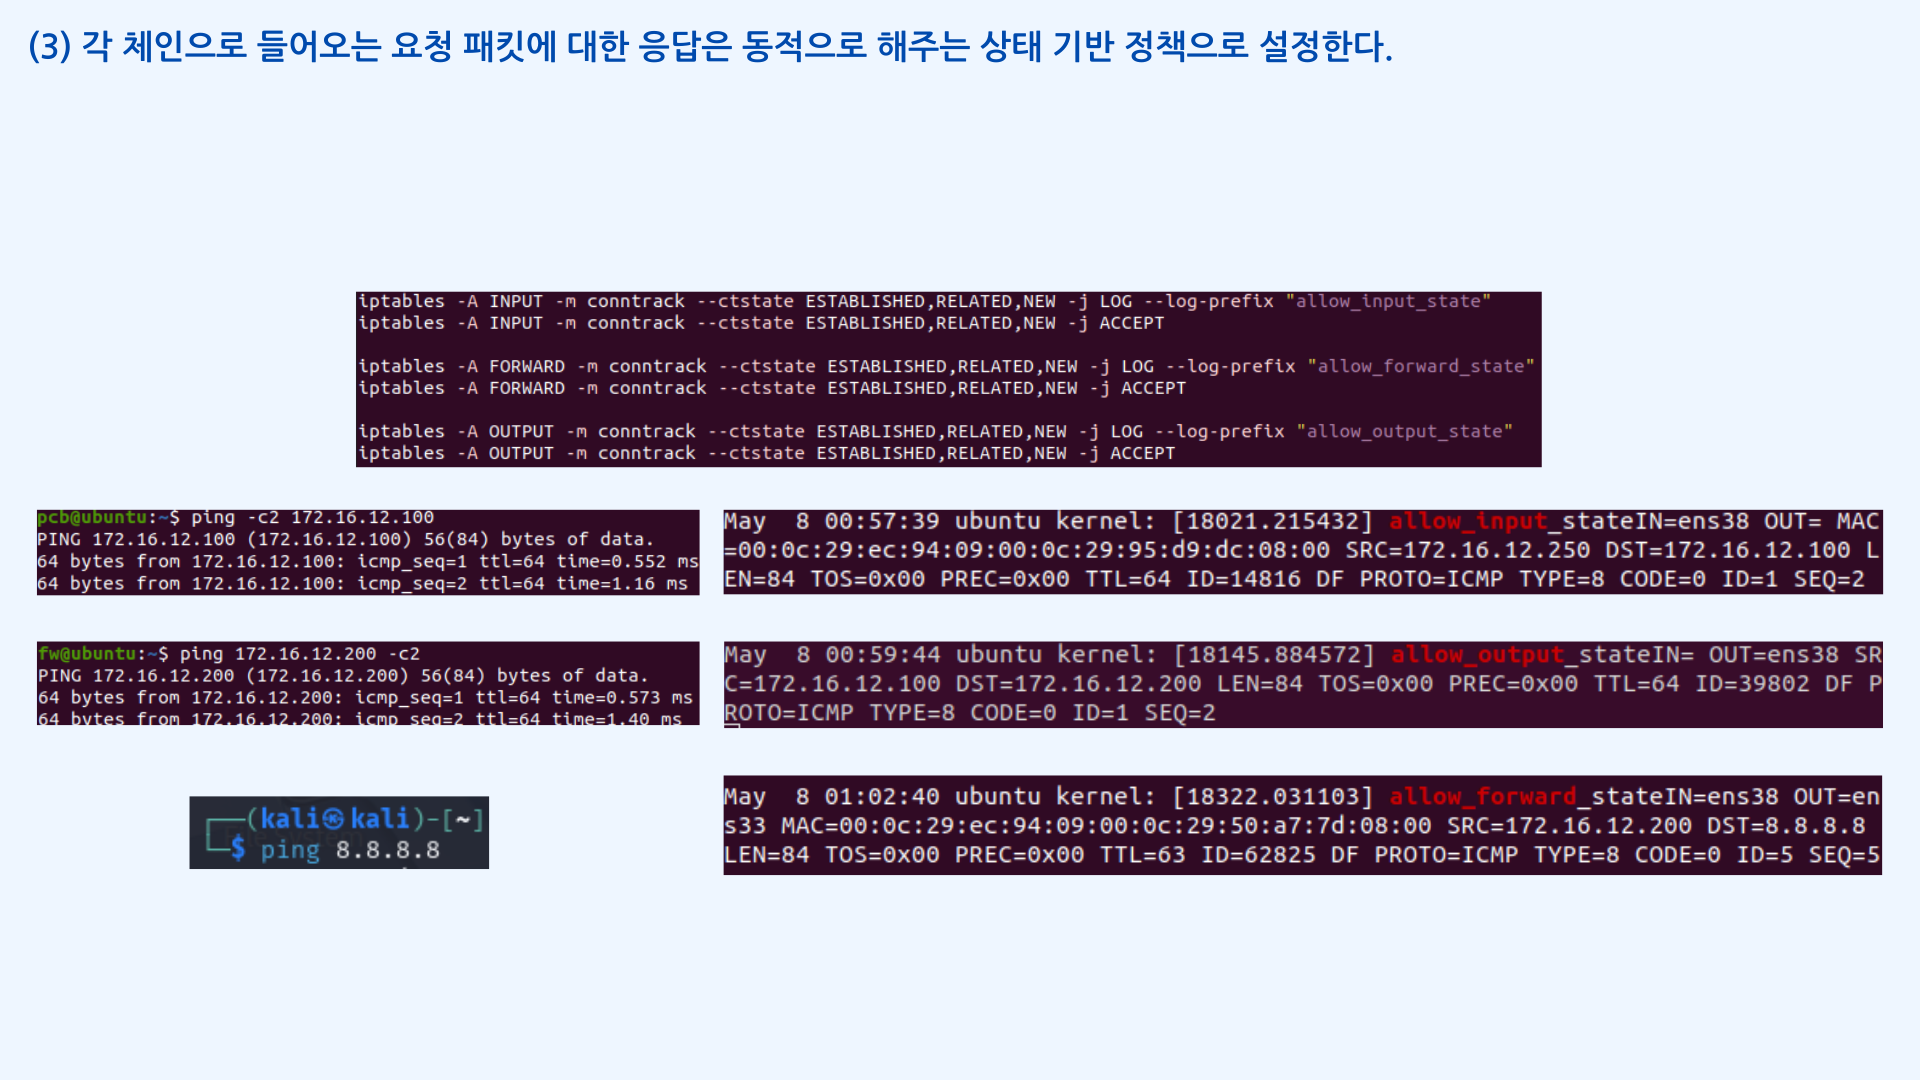 (3) 각 체인으로 들어오는 요청 패킷에 대한 응답은 동적으로 해주는 상태 기반 정책으로 설정한다.
iptables -A INPUT -m conntrack --ctstate ESTABLISHED,RELATED,NEW -j LOG --log-prefix "allow_input_state"
iptables -A INPUT -m conntrack --ctstate ESTABLISHED,RELATED,NEW -j ACCEPT
iptables -A FORWARD -m conntrack --ctstate ESTABLISHED,RELATED,NEW -j LOG --log-prefix "allow_forward_state"
iptables -A FORWARD -m conntrack --ctstate ESTABLISHED,RELATED,NEW -j ACCEPT
iptables -A OUTPUT -m conntrack --ctstate ESTABLISHED,RELATED,NEW -j LOG --log-prefix "allow_output_state"
iptables -A OUTPUT -m conntrack --ctstate ESTABLISHED,RELATED,NEW -j ACCEPT
pcb@ubuntu:~$ ping -c2 172.16.12.100
PING 172.16.12.100 (172.16.12.100) 56(84) bytes of data.
64 bytes from 172.16.12.100: icmp_seq=1 ttl=64 time=0.552 ms
64 bytes from 172.16.12.100: icmp_seq=2 ttl=64 time=1.16 ms
May  8 00:57:39 ubuntu kernel: [18021.215432] allow_input_stateIN=ens38 OUT= MAC
=00:0c:29:ec:94:09:00:0c:29:95:d9:dc:08:00 SRC=172.16.12.250 DST=172.16.12.100 L
EN=84 TOS=0x00 PREC=0x00 TTL=64 ID=14816 DF PROTO=ICMP TYPE=8 CODE=0 ID=1 SEQ=2
fw@ubuntu:~$ ping 172.16.12.200 -c2
PING 172.16.12.200 (172.16.12.200) 56(84) bytes of data.
64 bytes from 172.16.12.200: icmp_seq=1 ttl=64 time=0.573 ms
64 bytes from 172.16.12.200: icmp_seq=2 ttl=64 time=1.40 ms
May  8 00:59:44 ubuntu kernel: [18145.884572] allow_output_stateIN= OUT=ens38 SR
C=172.16.12.100 DST=172.16.12.200 LEN=84 TOS=0x00 PREC=0x00 TTL=64 ID=39802 DF P
ROTO=ICMP TYPE=8 CODE=0 ID=1 SEQ=2
(kali㉿kali)-[~]
$ ping 8.8.8.8
May  8 01:02:40 ubuntu kernel: [18322.031103] allow_forward_stateIN=ens38 OUT=en
s33 MAC=00:0c:29:ec:94:09:00:0c:29:50:a7:7d:08:00 SRC=172.16.12.200 DST=8.8.8.8
LEN=84 TOS=0x00 PREC=0x00 TTL=63 ID=62825 DF PROTO=ICMP TYPE=8 CODE=0 ID=5 SEQ=5